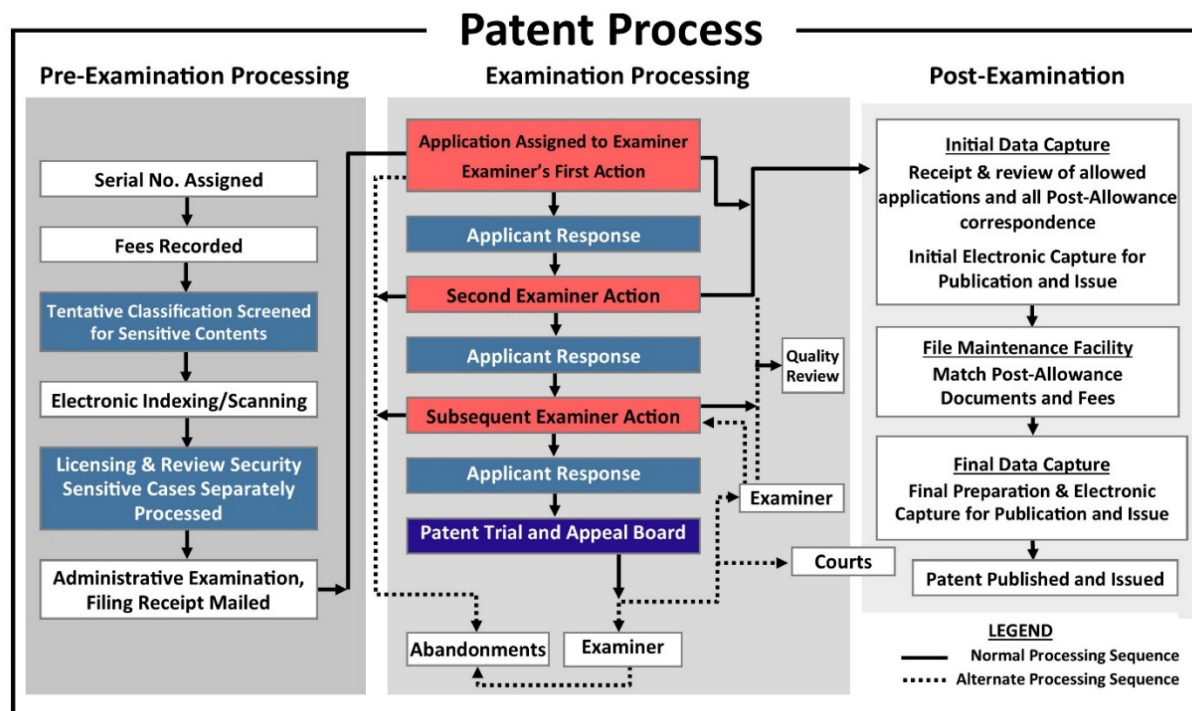 Patent Process
Pre-Examination Processing
Serial No. Assigned
Fees Recorded
Tentative Classification Screened
for Sensitive Contents
Electronic Indexing/Scanning
Licensing & Review Security
Sensitive Cases Separately
Processed
Administrative Examination,
Filing Receipt Mailed
Examination Processing
Application Assigned to Examiner
Examiner's First Action
Applicant Response
Second Examiner Action
Applicant Response
Quality
Review
Subsequent Examiner Action
Applicant Response
Examiner
Patent Trial and Appeal Board
Courts
Abandonments
Examiner
Post-Examination
Initial Data Capture
Receipt & review of allowed
applications and all Post-Allowance
correspondence
Initial Electronic Capture for
Publication and Issue
File Maintenance Facility
Match Post-Allowance
Documents and Fees
Final Data Capture
Final Preparation & Electronic
Capture for Publication and Issue
Patent Published and Issued
LEGEND
Normal Processing Sequence
Alternate Processing Sequence